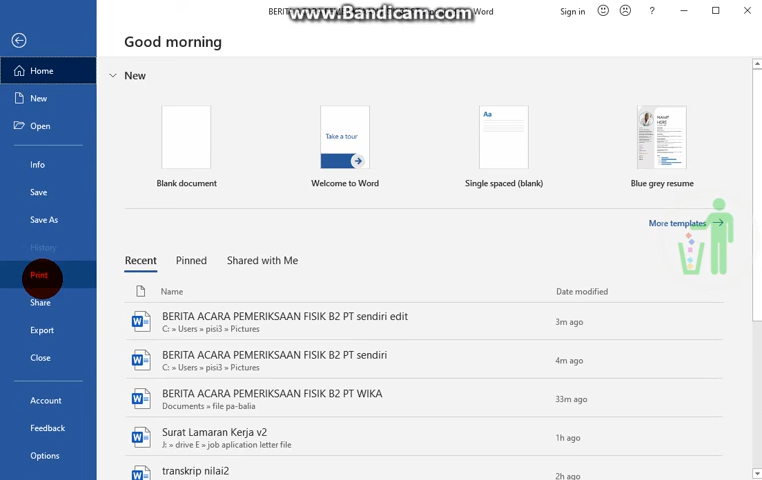 BERITA
www.Bandicam.com
Word
Sign in
?
Good morning
Home
New
Open
Info
Save
Save As
History
Print
Share
Export
Close
Account
Feedback
Options
New
Take a tour
Aa
Blank document
Welcome to Word
Single spaced (blank)
Blue grey resume
More templates
Recent Pinned Shared with Me
Name Date modified
BERITA ACARA PEMERIKSAAN FISIK B2 PT sendiri edit
C: » Users » pisi3 » Pictures
3m ago
BERITA ACARA PEMERIKSAAN FISIK B2 PT sendiri
C: » Users » pisi3 » Pictures
4m ago
BERITA ACARA PEMERIKSAAN FISIK B2 PT WIKA
Documents » file pa-balia
33m ago
Surat Lamaran Kerja v2
J: » drive E » job aplication letter file
1h ago
transkrip nilai2
2h ago